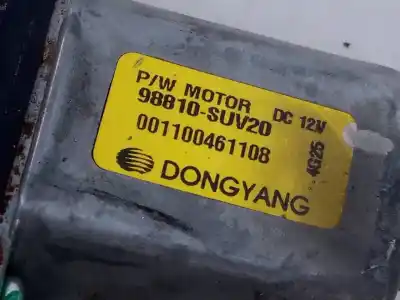 P/W MOTOR DC 12V
98810-SUV20
001100461108
4G25
DONGYANG